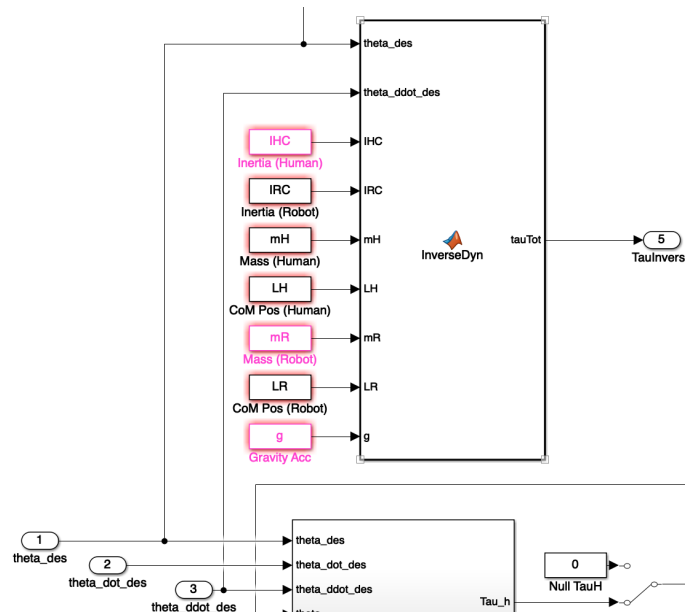 theta_des
theta_ddot_des
IHC
IHC
Inertia (Human)
IRC
IRC
Inertia (Robot)
mH
mH
Mass (Human)
InverseDyn
tauTot
5
TauInvers
LH
LH
CoM Pos (Human)
mR
mR
Mass (Robot)
LR
LR
CoM Pos (Robot)
g
g
Gravity Acc
1
theta_des
theta_des
2
theta_dot_des
theta_dot_des
0
Null TauH
3
theta_ddot_des
theta_ddot_des
Tau_h